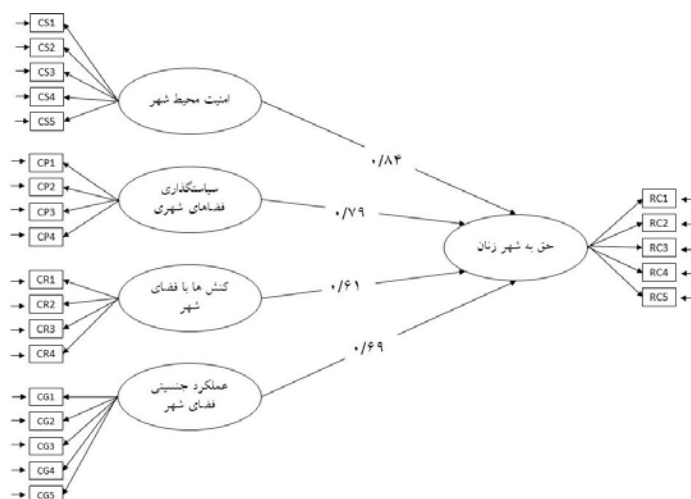 CS1
CS2
CS3
CS4
CS5
امنیت محیط شهر
۰/۸۴
CP1
CP2
CP3
CP4
سیاستگذاری
فضاهای شهری
۰/۷۹
حق به شهر زنان
RC1
RC2
RC3
RC4
RC5
CR1
CR2
CR3
CR4
کنش ها با فضای
شهر
۰/۶۱
CG1
CG2
CG3
CG4
CG5
عملکرد جنسیتی
فضای شهر
۰/۶۹